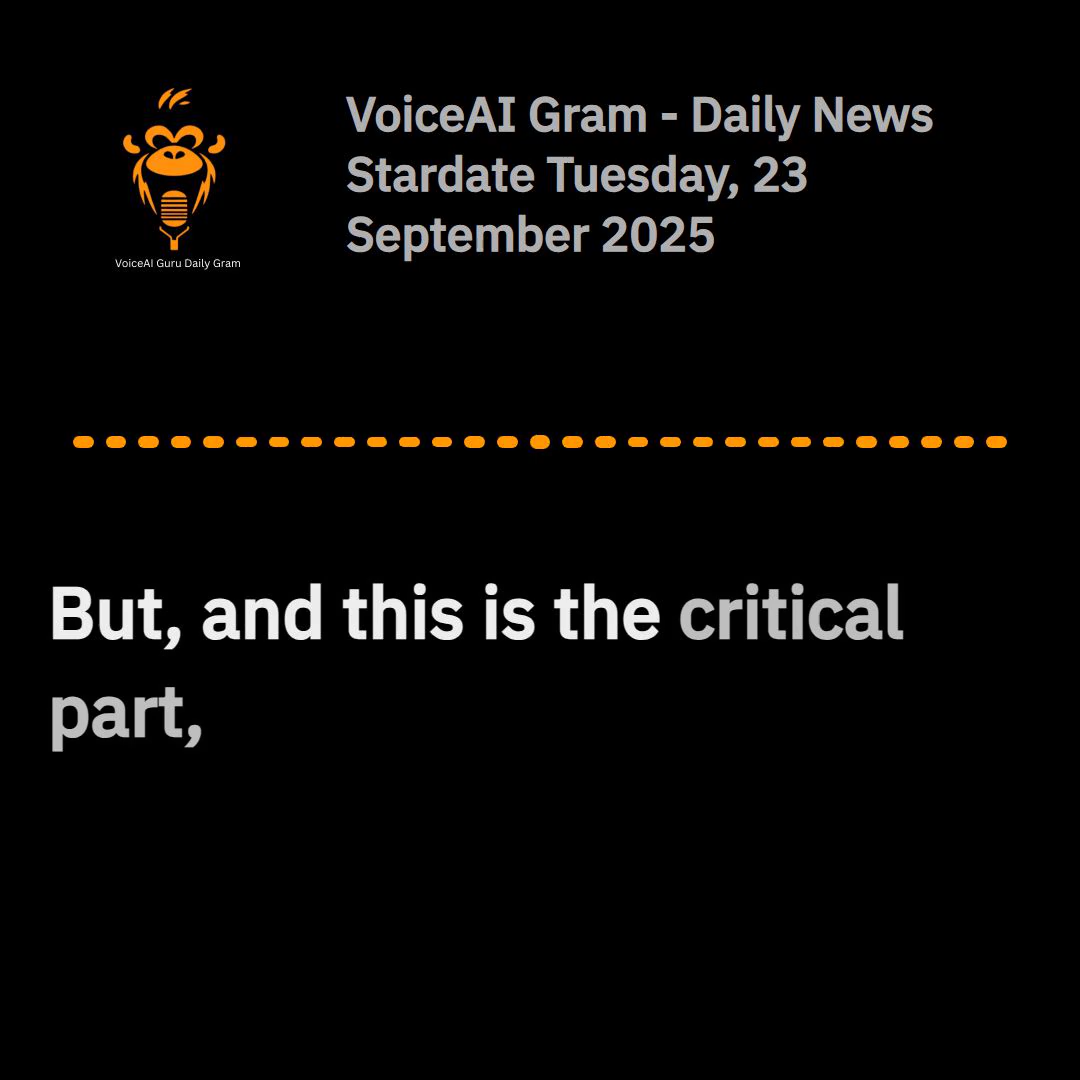 VoiceAI Gram - Daily News
Stardate Tuesday, 23
September 2025
VoiceAI Guru Daily Gram
But, and this is the critical
part,